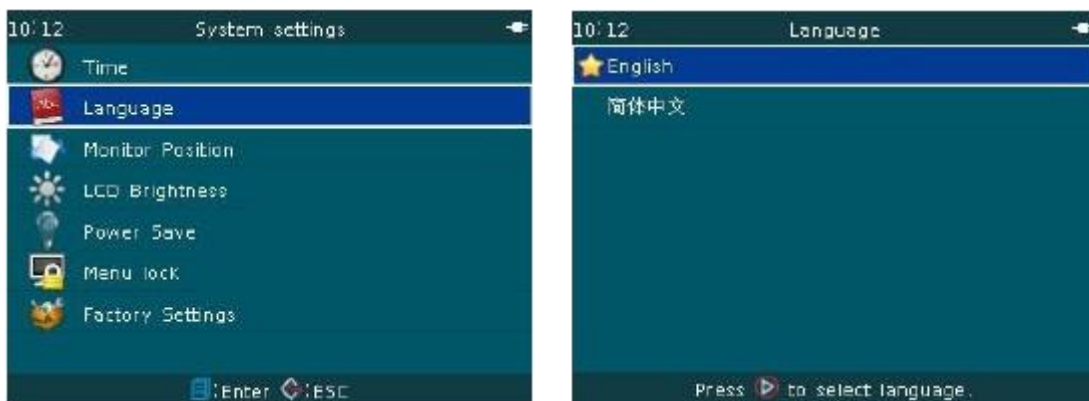 10:12 System settings
Time
Language
Monitor Position
LCD Brightness
Power Save
Menu lock
Factory Settings
:Enter :ESC
10:12 Language
English
简体中文
Press to select language.